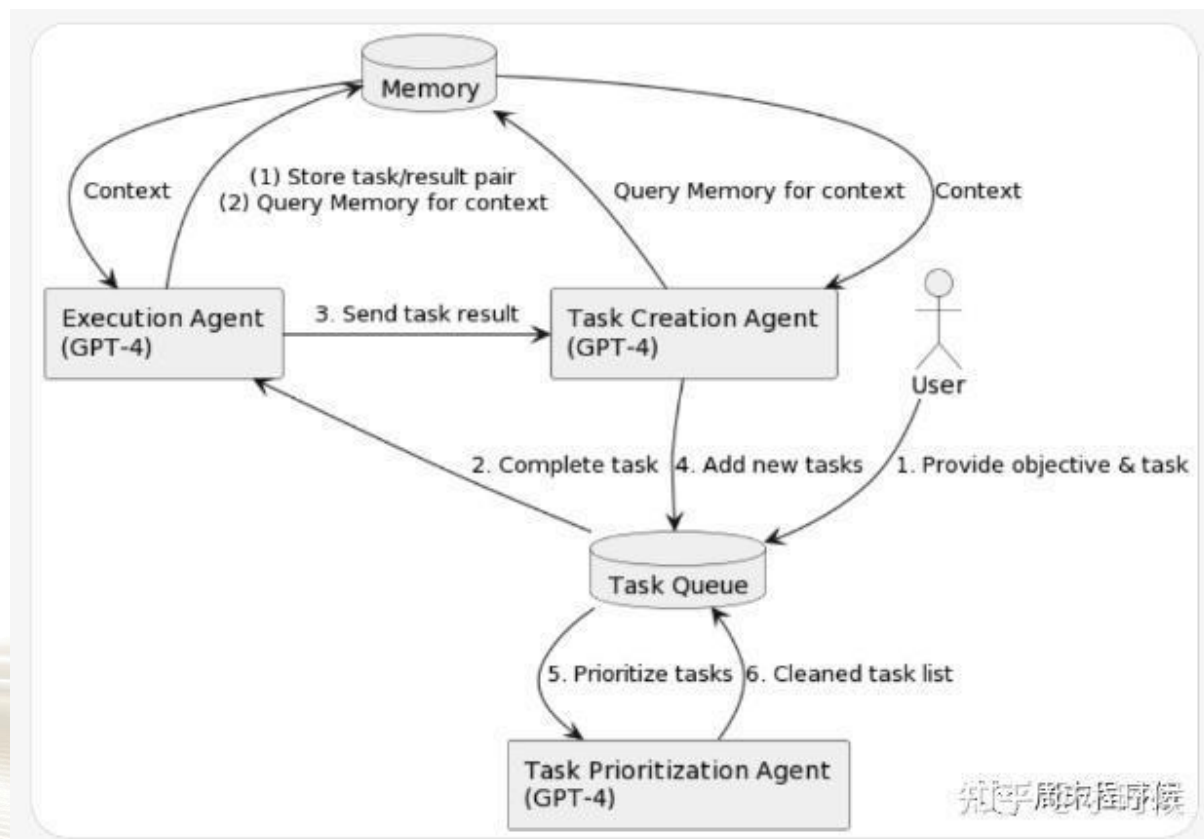 Memory
Context
(1) Store task/result pair
(2) Query Memory for context
Query Memory for context
Context
Execution Agent
(GPT-4)
3. Send task result
Task Creation Agent
(GPT-4)
User
2. Complete task
4. Add new tasks
1. Provide objective & task
Task Queue
5. Prioritize tasks
6. Cleaned task list
Task Prioritization Agent
(GPT-4)
知乎